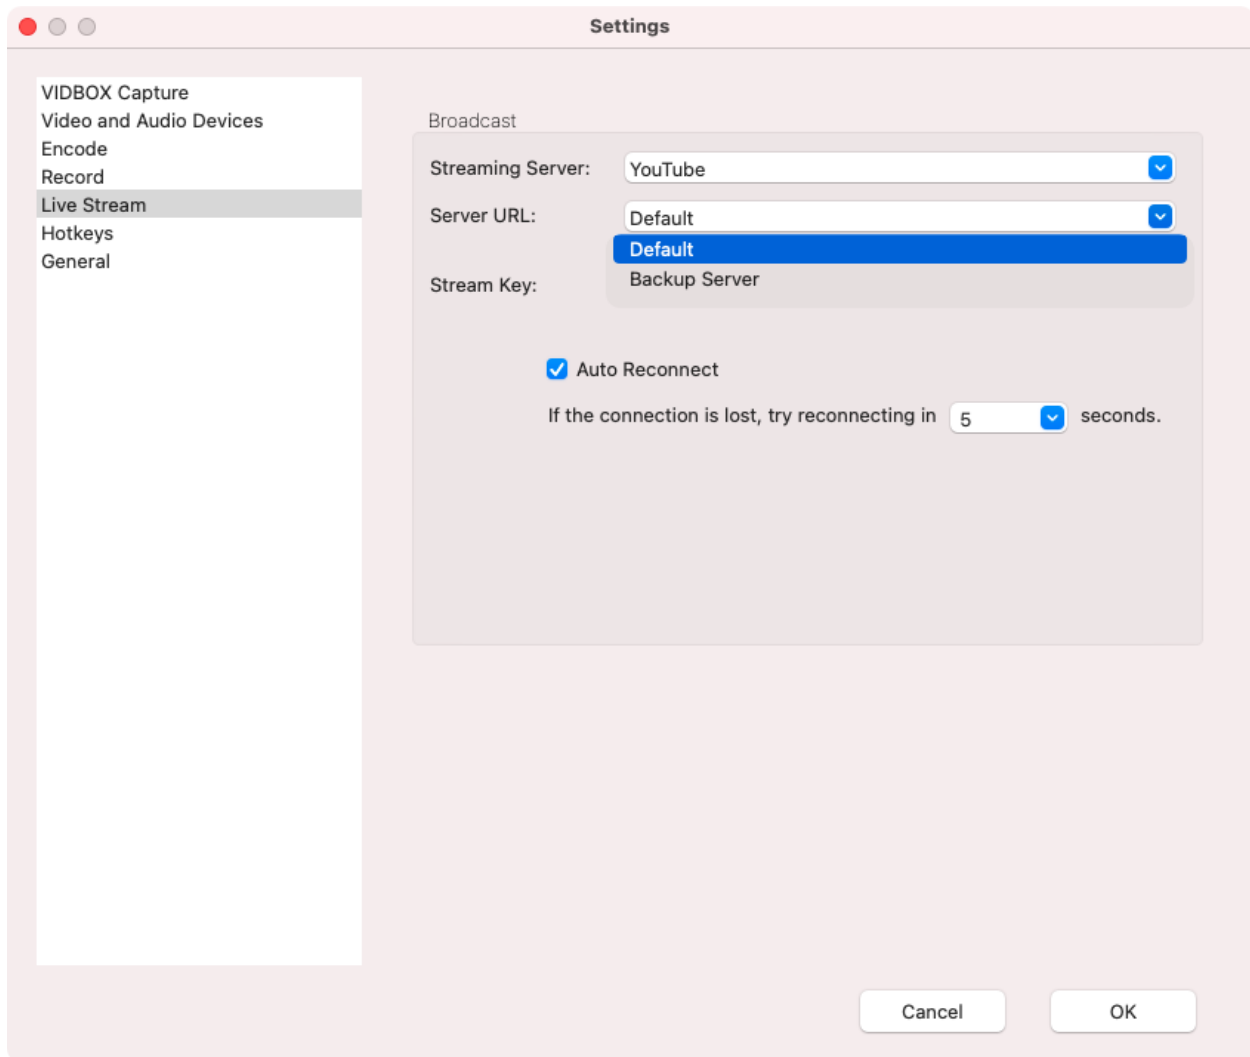 Settings
VIDBOX Capture
Video and Audio Devices
Encode
Record
Live Stream
Hotkeys
General
Broadcast
Streaming Server: YouTube
Server URL: Default
Default
Backup Server
Stream Key:
Auto Reconnect
If the connection is lost, try reconnecting in 5 seconds.
Cancel OK